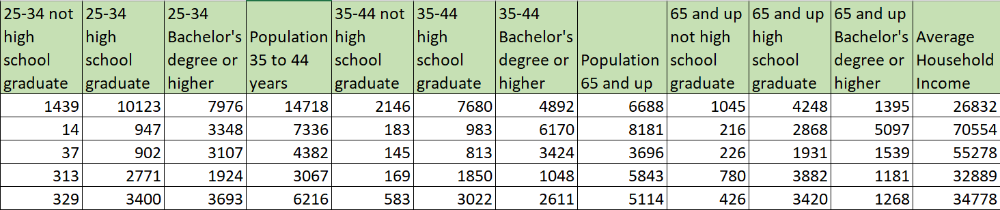 25-34 not high school graduate	25-34 high school graduate	25-34 Bachelor's degree or higher	Population 35 to 44 years	35-44 not high school graduate	35-44 high school graduate	35-44 Bachelor's degree or higher	Population 65 and up	65 and up not high school graduate	65 and up high school graduate	65 and up Bachelor's degree or higher	Average Household Income
1439	10123	7976	14718	2146	7680	4892	6688	1045	4248	1395	26832
14	947	3348	7336	183	983	6170	8181	216	2868	5097	70554
37	902	3107	4382	145	813	3424	3696	226	1931	1539	55278
313	2771	1924	3067	169	1850	1048	5843	780	3882	1181	32889
329	3400	3693	6216	583	3022	2611	5114	426	3420	1268	34778